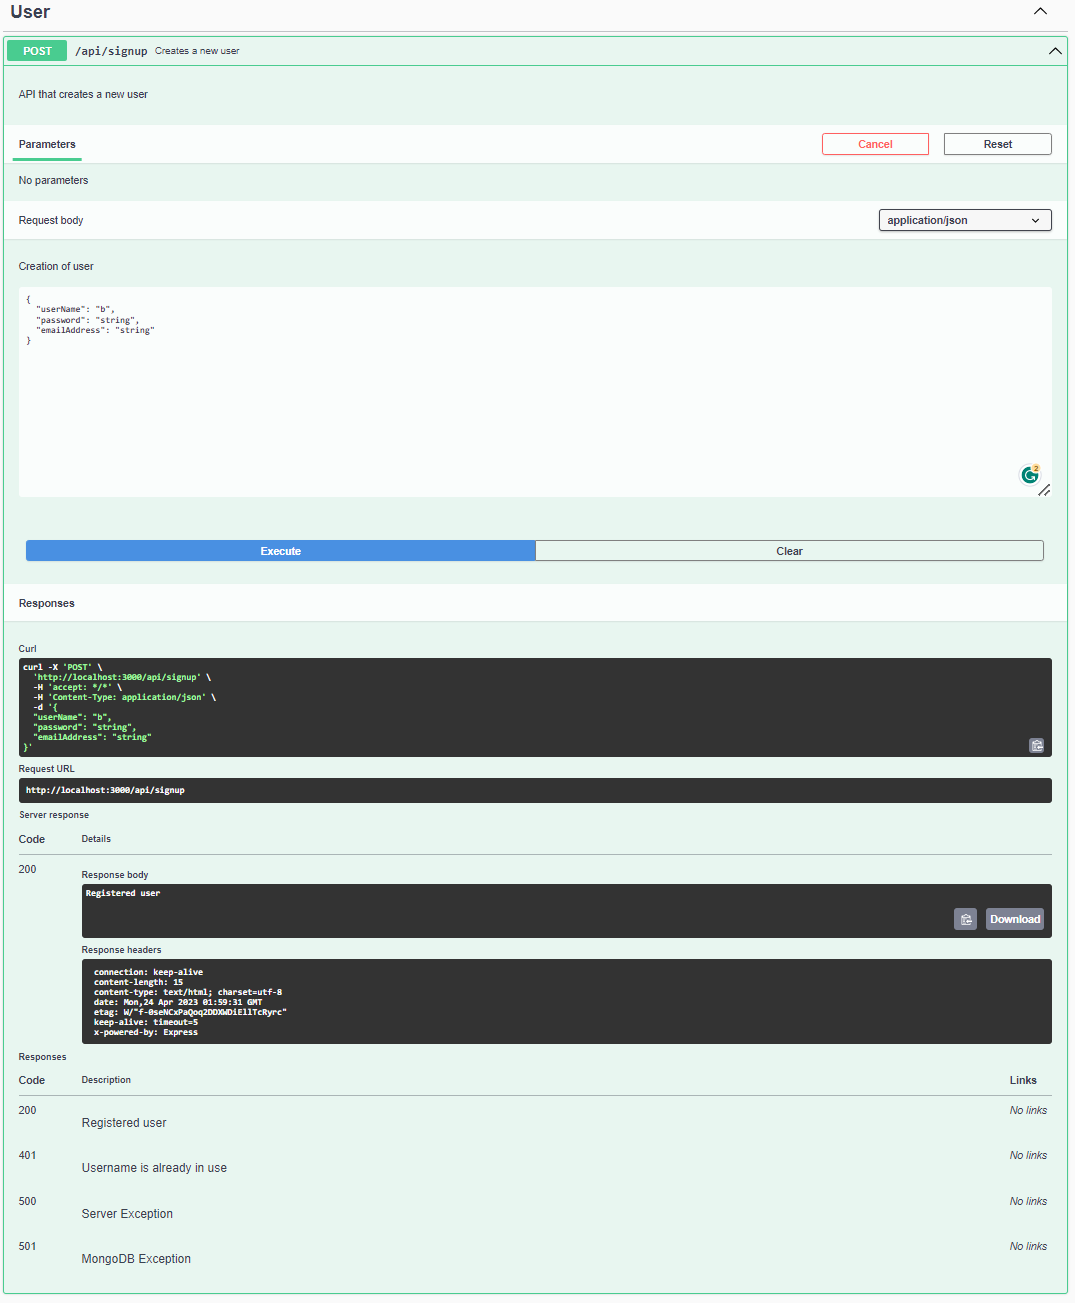 User
POST /api/signup Creates a new user
API that creates a new user
Parameters Cancel Reset
No parameters
Request body application/json
Creation of user
{
"userName": "b",
"password": "string",
"emailAddress": "string"
}
2
Execute Clear
Responses
Curl
curl -X 'POST' \
'http://localhost:3000/api/signup' \
-H 'accept: */*' \
-H 'Content-Type: application/json' \
-d '{
"userName": "b",
"password": "string",
"emailAddress": "string"
}'
Request URL
http://localhost:3000/api/signup
Server response
Code Details
200
Response body
Registered user
Download
Response headers
connection: keep-alive
content-length: 15
content-type: text/html; charset=utf-8
date: Mon,24 Apr 2023 01:59:31 GMT
etag: W/"f-0seNCxPaQoq2DDXWDiEllTcRyrc"
keep-alive: timeout=5
x-powered-by: Express
Responses
Code Description Links
200 No links
Registered user
401 No links
Username is already in use
500 No links
Server Exception
501 No links
MongoDB Exception